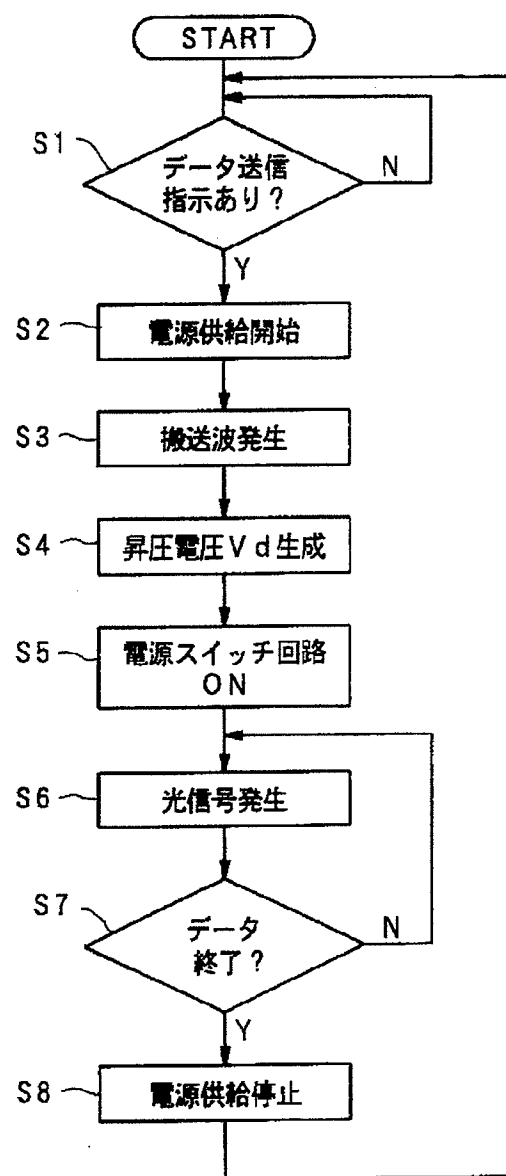 START
S1
データ送信
指示あり？
N
Y
S2
電源供給開始
S3
搬送波発生
S4
昇圧電圧Ｖｄ生成
S5
電源スイッチ回路
ON
S6
光信号発生
S7
データ
終了？
N
Y
S8
電源供給停止